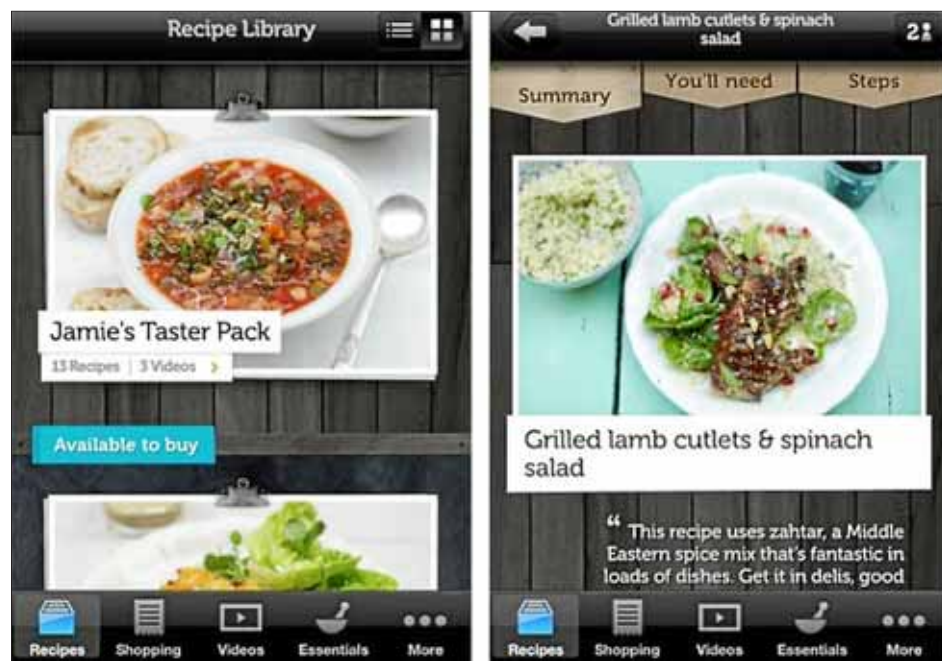 Recipe Library
Jamie's Taster Pack
13 Recipes | 3 Videos
Available to buy
Recipes Shopping Videos Essentials More
Grilled lamb cutlets & spinach
salad
2
Summary You'll need Steps
Grilled lamb cutlets & spinach
salad
“ This recipe uses zahtar, a Middle
Eastern spice mix that's fantastic in
loads of dishes. Get it in delis, good
Recipes Shopping Videos Essentials More